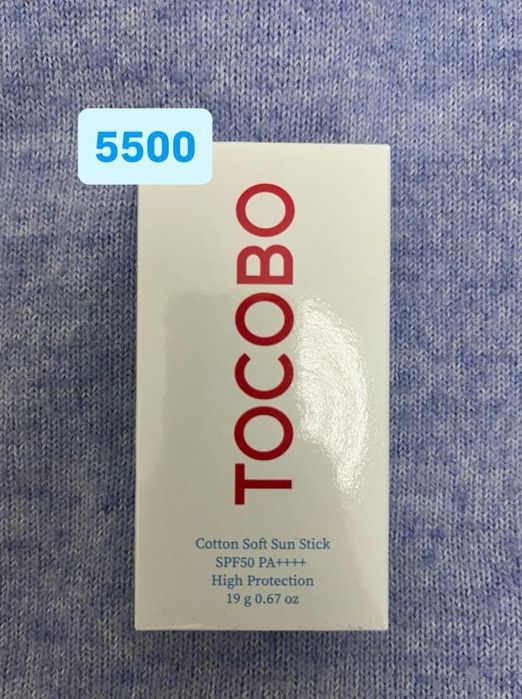 5500
TOCOBO
Cotton Soft Sun Stick
SPF50 PA++++
High Protection
19 g 0.67 oz